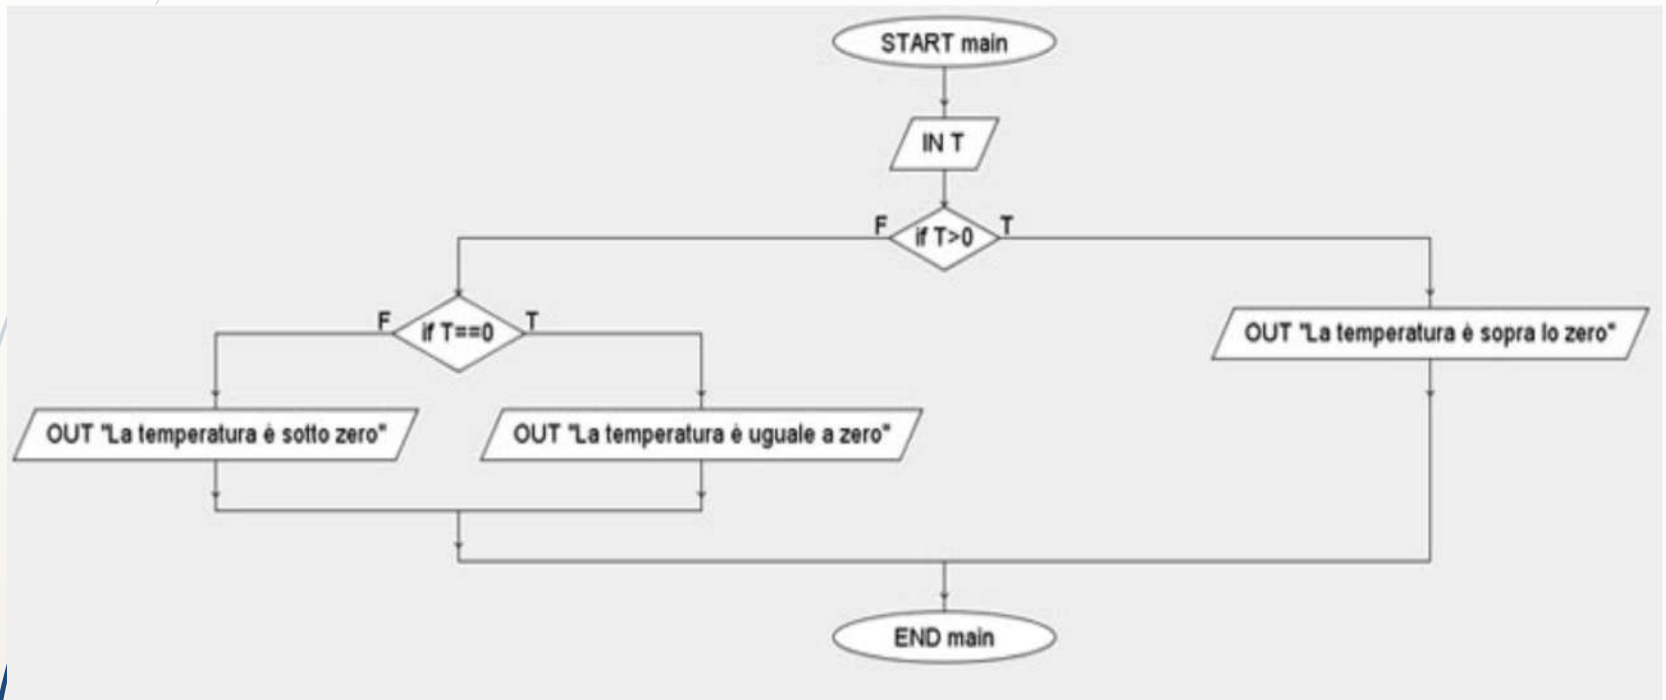 START main
IN T
F if T>0 T
F if T==0 T
OUT "La temperatura è sopra lo zero"
OUT "La temperatura è sotto zero"
OUT "La temperatura è uguale a zero"
END main